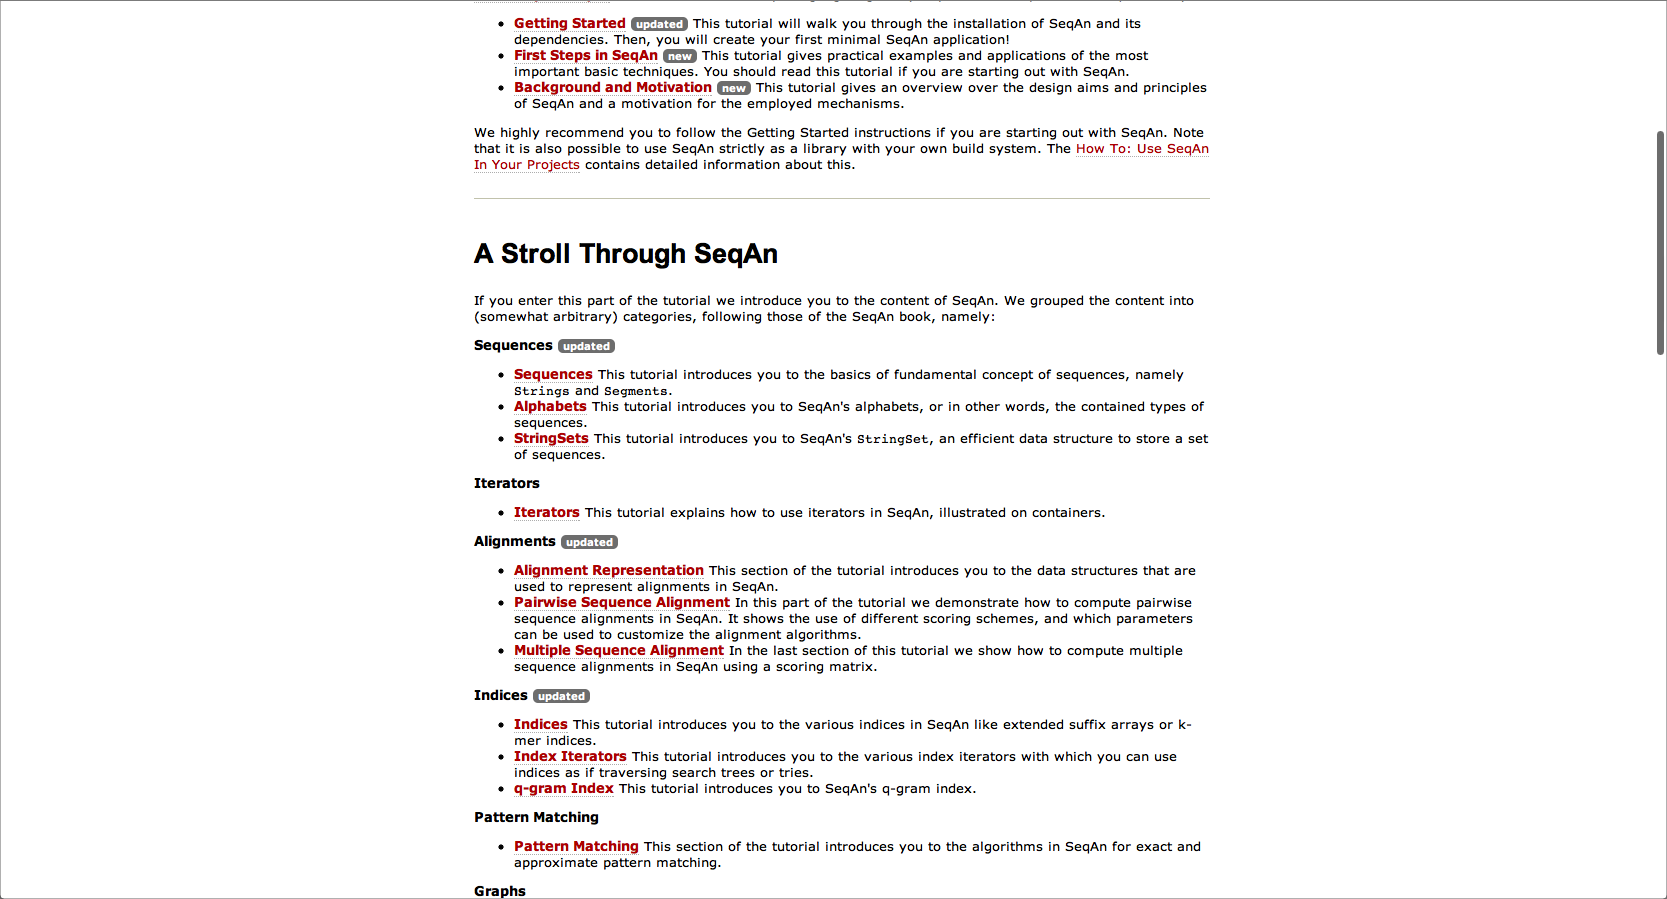 Getting Started updated This tutorial will walk you through the installation of SeqAn and its
dependencies. Then, you will create your first minimal SeqAn application!
First Steps in SeqAn new This tutorial gives practical examples and applications of the most
important basic techniques. You should read this tutorial if you are starting out with SeqAn.
Background and Motivation new This tutorial gives an overview over the design aims and principles
of SeqAn and a motivation for the employed mechanisms.
We highly recommend you to follow the Getting Started instructions if you are starting out with SeqAn. Note
that it is also possible to use SeqAn strictly as a library with your own build system. The How To: Use SeqAn
In Your Projects contains detailed information about this.
A Stroll Through SeqAn
If you enter this part of the tutorial we introduce you to the content of SeqAn. We grouped the content into
(somewhat arbitrary) categories, following those of the SeqAn book, namely:
Sequences updated
Sequences This tutorial introduces you to the basics of fundamental concept of sequences, namely
Strings and Segments.
Alphabets This tutorial introduces you to SeqAn's alphabets, or in other words, the contained types of
sequences.
StringSets This tutorial introduces you to SeqAn's StringSet, an efficient data structure to store a set
of sequences.
Iterators
Iterators This tutorial explains how to use iterators in SeqAn, illustrated on containers.
Alignments updated
Alignment Representation This section of the tutorial introduces you to the data structures that are
used to represent alignments in SeqAn.
Pairwise Sequence Alignment In this part of the tutorial we demonstrate how to compute pairwise
sequence alignments in SeqAn. It shows the use of different scoring schemes, and which parameters
can be used to customize the alignment algorithms.
Multiple Sequence Alignment In the last section of this tutorial we show how to compute multiple
sequence alignments in SeqAn using a scoring matrix.
Indices updated
Indices This tutorial introduces you to the various indices in SeqAn like extended suffix arrays or k-
mer indices.
Index Iterators This tutorial introduces you to the various index iterators with which you can use
indices as if traversing search trees or tries.
q-gram Index This tutorial introduces you to SeqAn's q-gram index.
Pattern Matching
Pattern Matching This section of the tutorial introduces you to the algorithms in SeqAn for exact and
approximate pattern matching.
Graphs